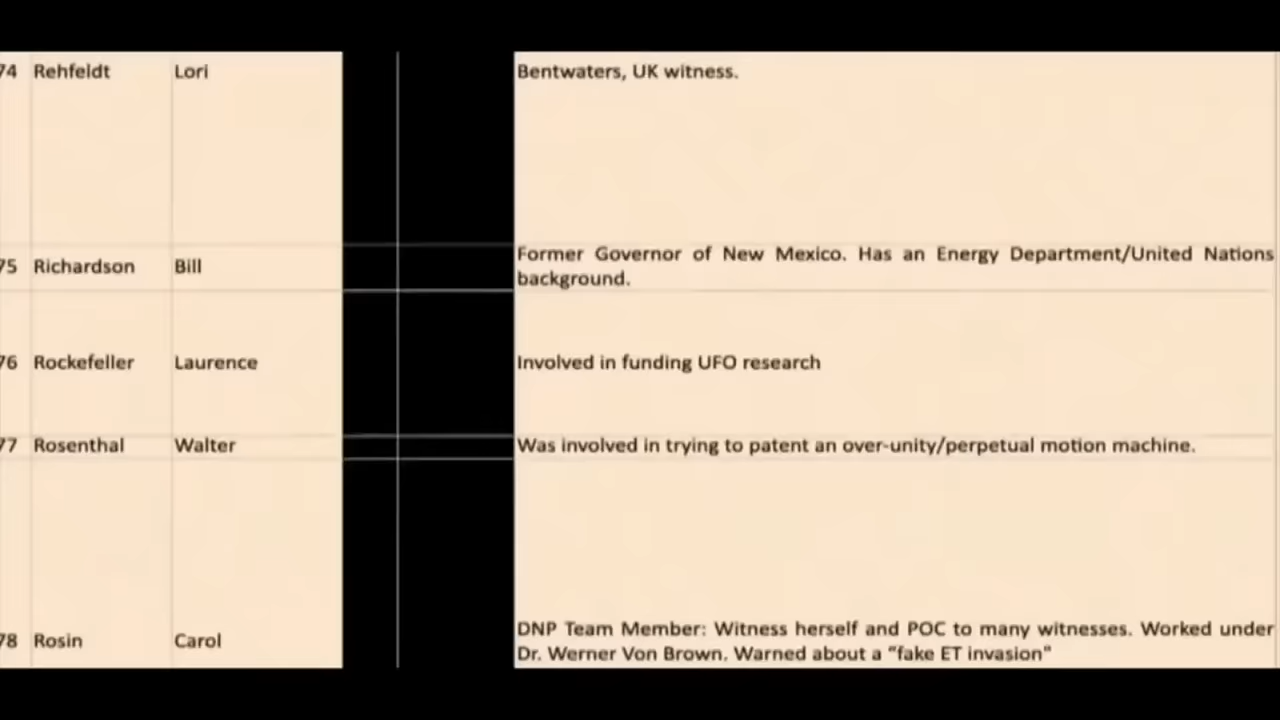 74 Rehfeldt Lori Bentwaters, UK witness.
75 Richardson Bill Former Governor of New Mexico. Has an Energy Department/United Nations
background.
76 Rockefeller Laurence Involved in funding UFO research
77 Rosenthal Walter Was involved in trying to patent an over-unity/perpetual motion machine.
78 Rosin Carol DNP Team Member: Witness herself and POC to many witnesses. Worked under
Dr. Werner Von Brown. Warned about a "fake ET invasion"